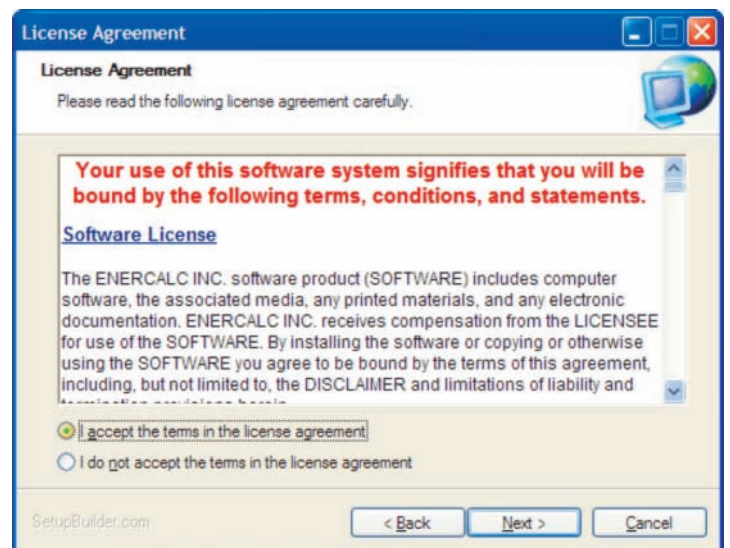 License Agreement
License Agreement
Please read the following license agreement carefully.
Your use of this software system signifies that you will be
bound by the following terms, conditions, and statements.
Software License
The ENERCALC INC. software product (SOFTWARE) includes computer
software, the associated media, any printed materials, and any electronic
documentation. ENERCALC INC. receives compensation from the LICENSEE
for use of the SOFTWARE. By installing the software or copying or otherwise
using the SOFTWARE you agree to be bound by the terms of this agreement,
including, but not limited to, the DISCLAIMER and limitations of liability and
I accept the terms in the license agreement
I do not accept the terms in the license agreement
SetupBuilder.com
< Back
Next >
Cancel